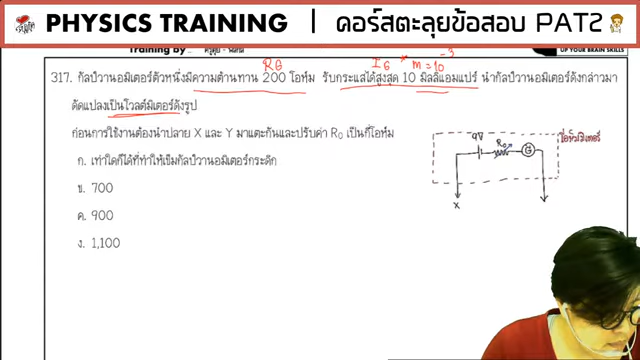 PHYSICS TRAINING | คอร์สตะลุยข้อสอบ PAT2
Training by
UP YOUR BRAIN SKILLS
RG IG * m = 10⁻³
317. กัลป์วานอมิเตอร์ตัวหนึ่งมีความต้านทาน 200 โอห์ม รับกระแสได้สูงสุด 10 มิลลิแอมแปร์ นำกัลป์วานอมิเตอร์ดังกล่าวมา
ดัดแปลงเป็นโวลต์มิเตอร์ดังรูป
ก่อนการใช้งานต้องนำปลาย X และ Y มาแตะกันและปรับค่า R₀ เป็นกี่โอห์ม
9V
โอห์มมิเตอร์
R₀
G
ก. เท่าใดก็ได้ที่ทำให้เข็มกัลป์วานอมิเตอร์กระดิก
ข. 700
X
ค. 900
ง. 1,100